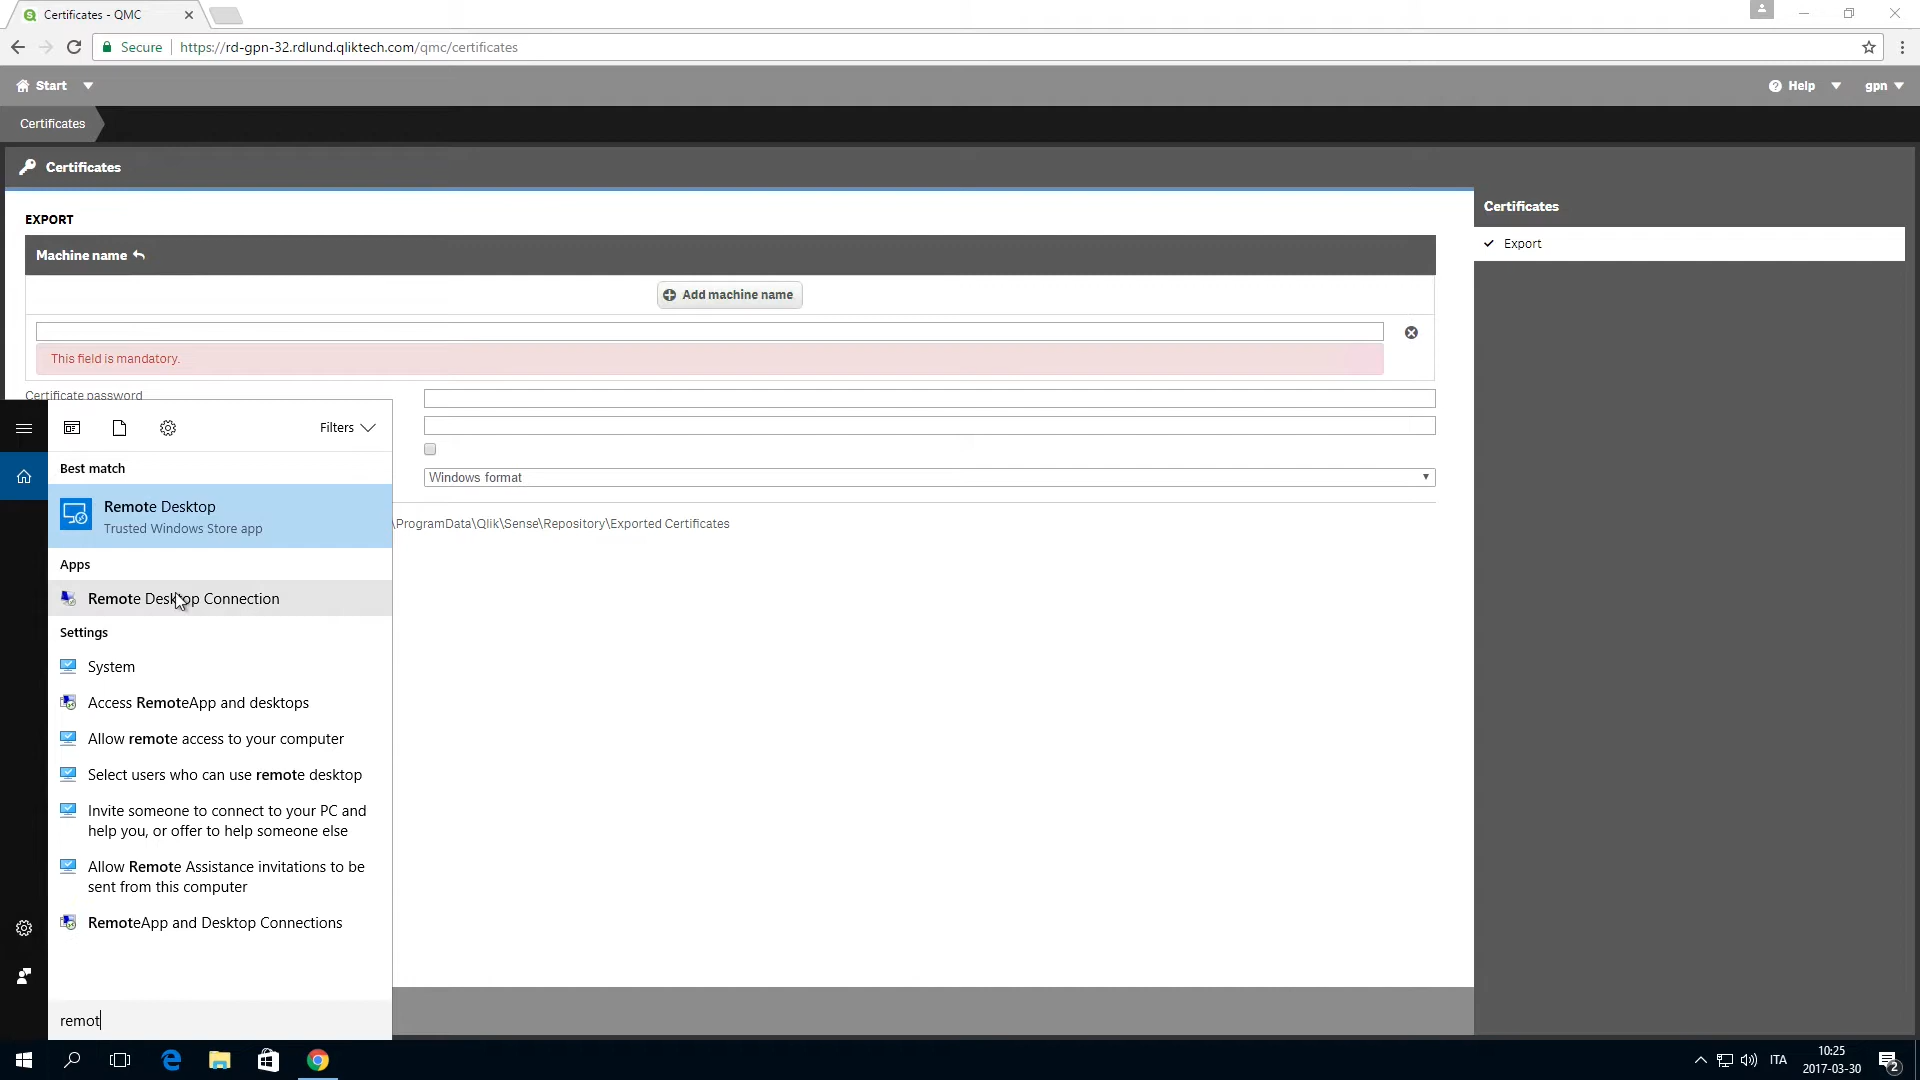 Certificates - QMC
Secure https://rd-gpn-32.rdlund.qliktech.com/qmc/certificates
Start
Help
gpn
Certificates
Certificates
EXPORT
Machine name
Add machine name
This field is mandatory.
Certificate password
Windows format
\ProgramData\Qlik\Sense\Repository\Exported Certificates
Certificates
Export
Filters
Best match
Remote Desktop
Trusted Windows Store app
Apps
Remote Desktop Connection
Settings
System
Access RemoteApp and desktops
Allow remote access to your computer
Select users who can use remote desktop
Invite someone to connect to your PC and
help you, or offer to help someone else
Allow Remote Assistance invitations to be
sent from this computer
RemoteApp and Desktop Connections
remot
ITA
10:25
2017-03-30
2